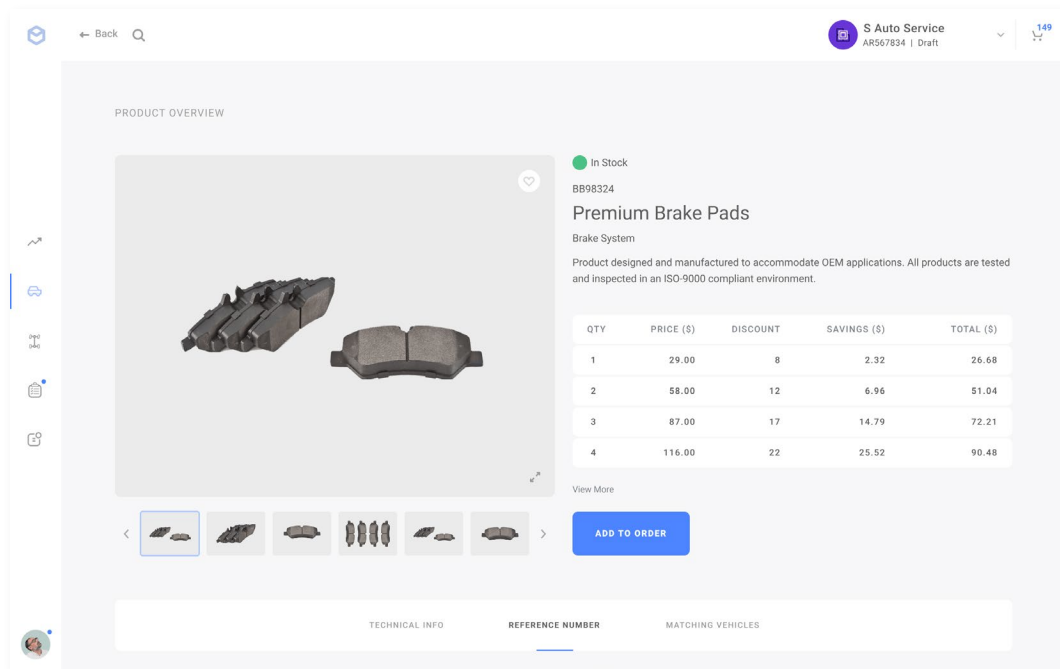 ← Back
S Auto Service
AR567834 | Draft
149
PRODUCT OVERVIEW
In Stock
BB98324
Premium Brake Pads
Brake System
Product designed and manufactured to accommodate OEM applications. All products are tested
and inspected in an ISO-9000 compliant environment.
QTY PRICE ($) DISCOUNT SAVINGS ($) TOTAL ($)
1 29.00 8 2.32 26.68
2 58.00 12 6.96 51.04
3 87.00 17 14.79 72.21
4 116.00 22 25.52 90.48
View More
ADD TO ORDER
TECHNICAL INFO REFERENCE NUMBER MATCHING VEHICLES